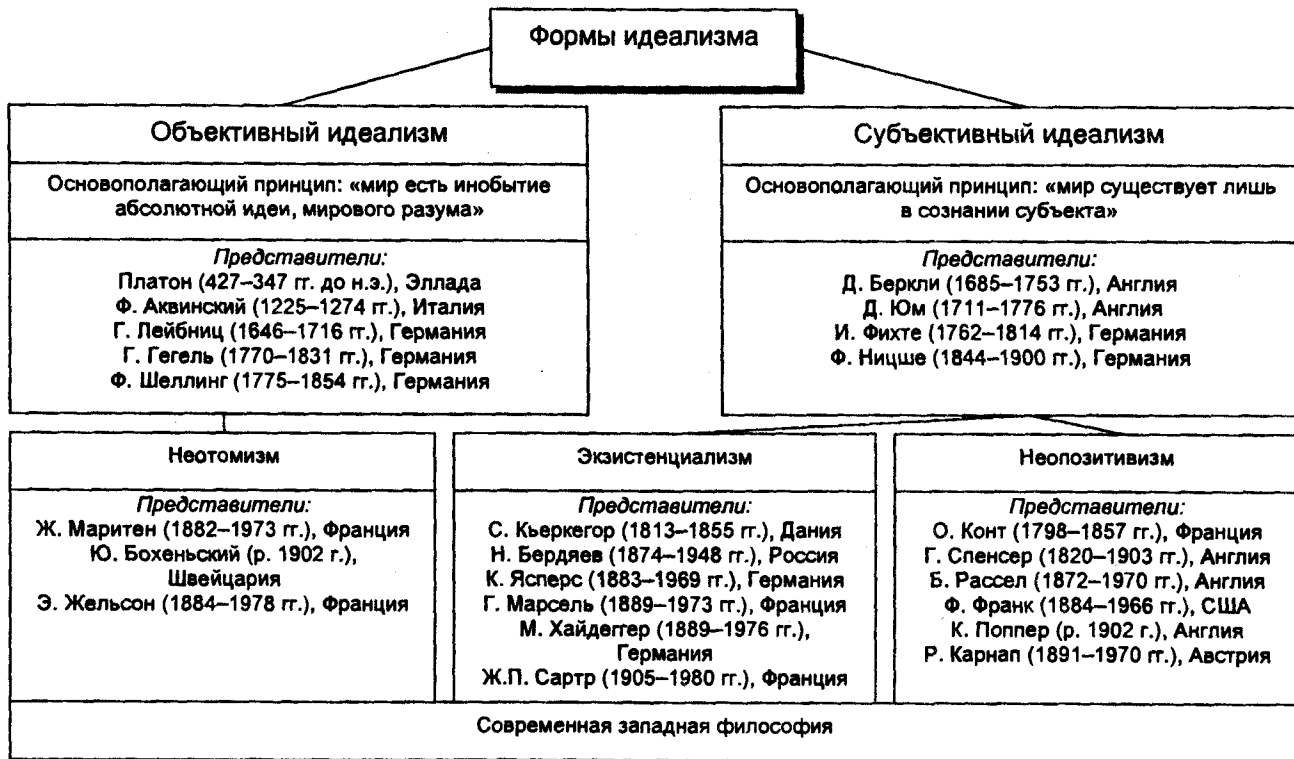 Формы идеализма
Объективный идеализм
Основополагающий принцип: «мир есть инобытие
абсолютной идеи, мирового разума»
Представители:
Платон (427–347 гг. до н.э.), Эллада
Ф. Аквинский (1225–1274 гг.), Италия
Г. Лейбниц (1646–1716 гг.), Германия
Г. Гегель (1770–1831 гг.), Германия
Ф. Шеллинг (1775–1854 гг.), Германия
Субъективный идеализм
Основополагающий принцип: «мир существует лишь
в сознании субъекта»
Представители:
Д. Беркли (1685–1753 гг.), Англия
Д. Юм (1711–1776 гг.), Англия
И. Фихте (1762–1814 гг.), Германия
Ф. Ницше (1844–1900 гг.), Германия
Неотомизм
Представители:
Ж. Маритен (1882–1973 гг.), Франция
Ю. Бохеньский (р. 1902 г.),
Швейцария
Э. Жельсон (1884–1978 гг.), Франция
Экзистенциализм
Представители:
С. Кьеркегор (1813–1855 гг.), Дания
Н. Бердяев (1874–1948 гг.), Россия
К. Ясперс (1883–1969 гг.), Германия
Г. Марсель (1889–1973 гг.), Франция
М. Хайдеггер (1889–1976 гг.),
Германия
Ж.П. Сартр (1905–1980 гг.), Франция
Неопозитивизм
Представители:
О. Конт (1798–1857 гг.), Франция
Г. Спенсер (1820–1903 гг.), Англия
Б. Рассел (1872–1970 гг.), Англия
Ф. Франк (1884–1966 гг.), США
К. Поппер (р. 1902 г.), Англия
Р. Карнап (1891–1970 гг.), Австрия
Современная западная философия